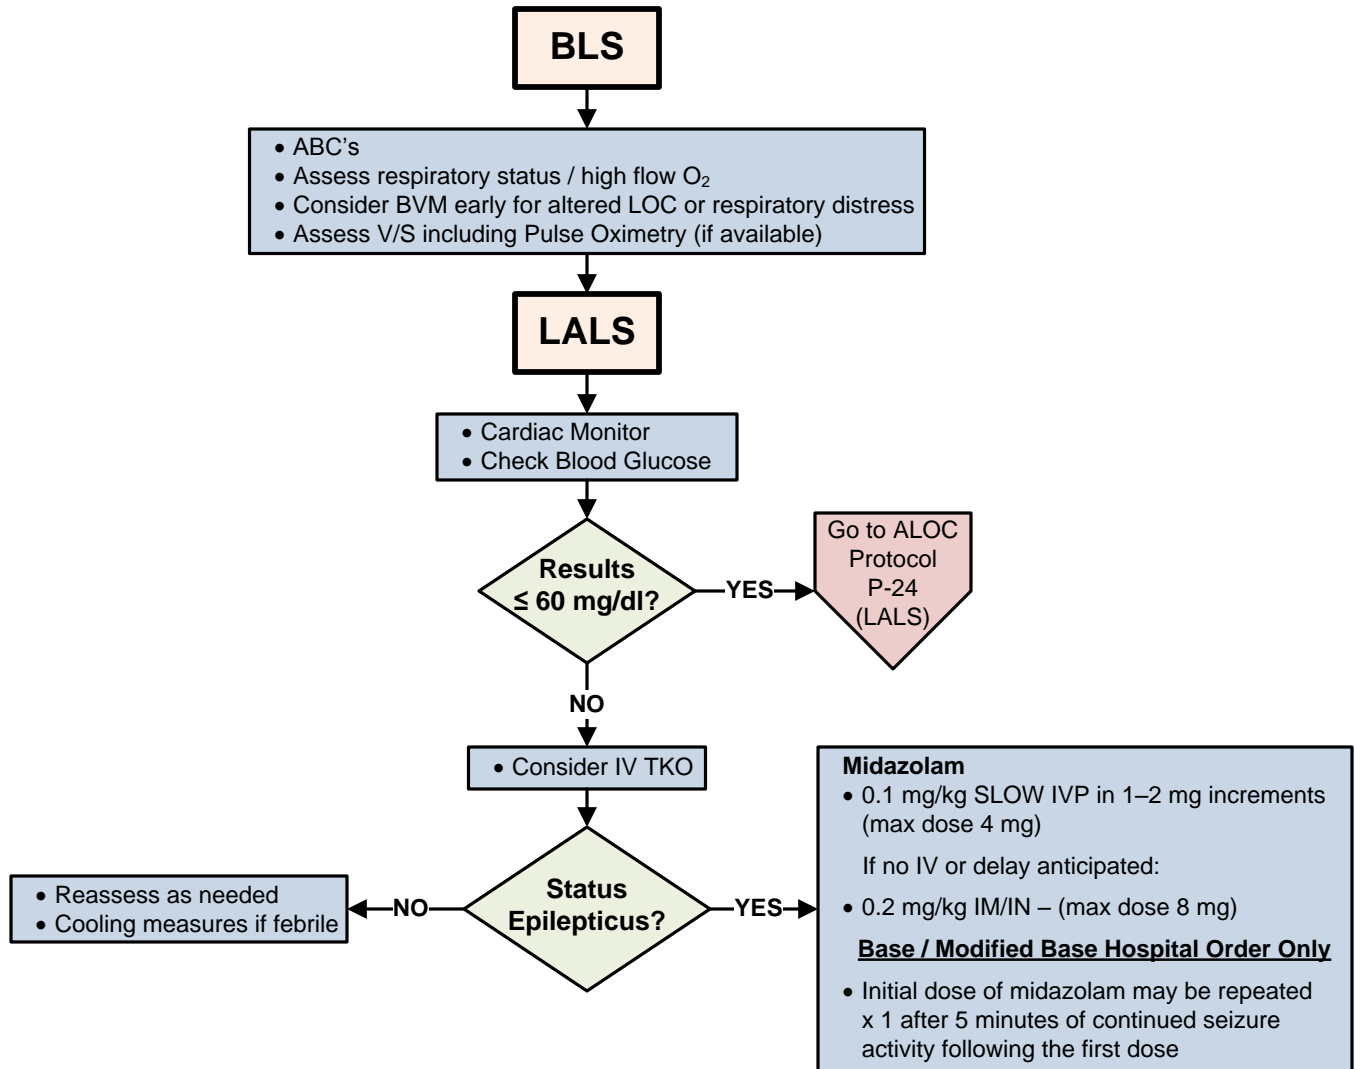 BLS
• ABC's
• Assess respiratory status / high flow O₂
• Consider BVM early for altered LOC or respiratory distress
• Assess V/S including Pulse Oximetry (if available)
LALS
• Cardiac Monitor
• Check Blood Glucose
Results
≤ 60 mg/dl?
YES
Go to ALOC
Protocol
P-24
(LALS)
NO
• Consider IV TKO
Status
Epilepticus?
NO
• Reassess as needed
• Cooling measures if febrile
YES
Midazolam
• 0.1 mg/kg SLOW IVP in 1–2 mg increments
(max dose 4 mg)
If no IV or delay anticipated:
• 0.2 mg/kg IM/IN – (max dose 8 mg)
Base / Modified Base Hospital Order Only
• Initial dose of midazolam may be repeated
x 1 after 5 minutes of continued seizure
activity following the first dose